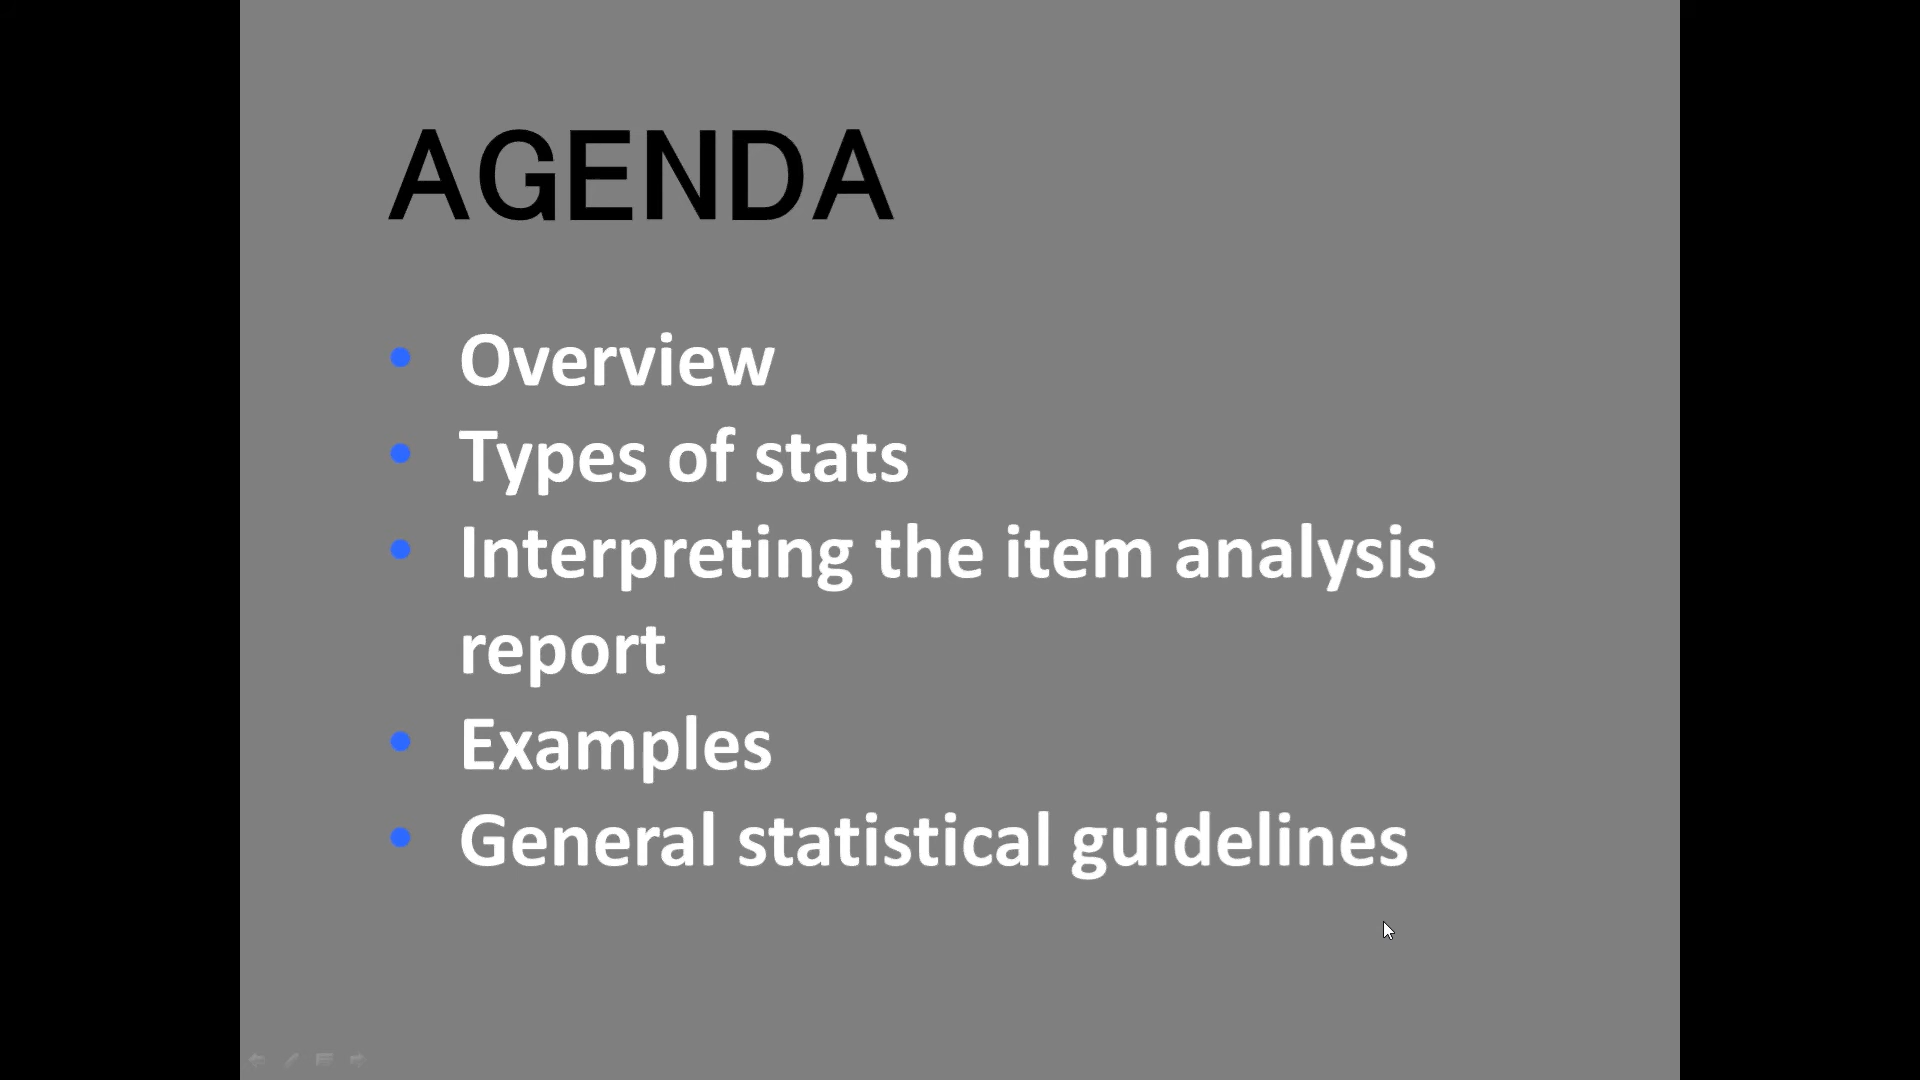 AGENDA
• Overview
• Types of stats
• Interpreting the item analysis
report
• Examples
• General statistical guidelines